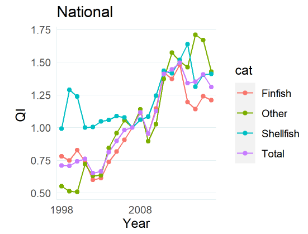 National
1.75
1.50
1.25
1.00
0.75
0.50
QI
1998
2008
Year
cat
Finfish
Other
Shellfish
Total